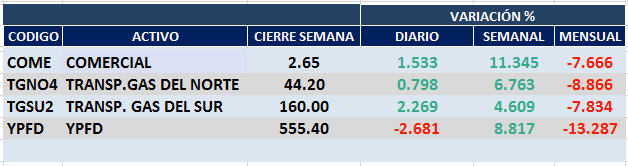 VARIACIÓN %
CODIGO ACTIVO CIERRE SEMANA DIARIO SEMANAL MENSUAL
COME COMERCIAL 2.65 1.533 11.345 -7.666
TGNO4 TRANSP.GAS DEL NORTE 44.20 0.798 6.763 -8.866
TGSU2 TRANSP. GAS DEL SUR 160.00 2.269 4.609 -7.834
YPFD YPFD 555.40 -2.681 8.817 -13.287